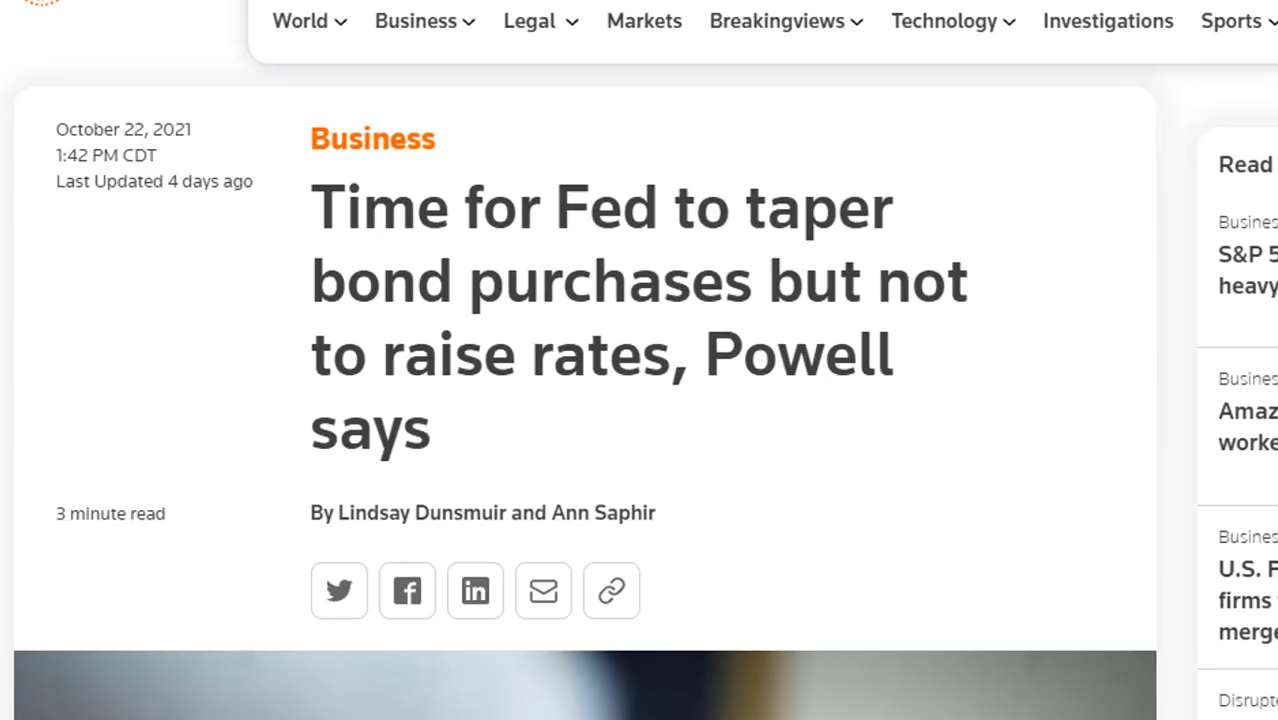 World Business Legal Markets Breakingviews Technology Investigations Sports
October 22, 2021
1:42 PM CDT
Last Updated 4 days ago
Business
Time for Fed to taper
bond purchases but not
to raise rates, Powell
says
3 minute read
By Lindsay Dunsmuir and Ann Saphir
Read
S&P
heavy
U.S.
firms